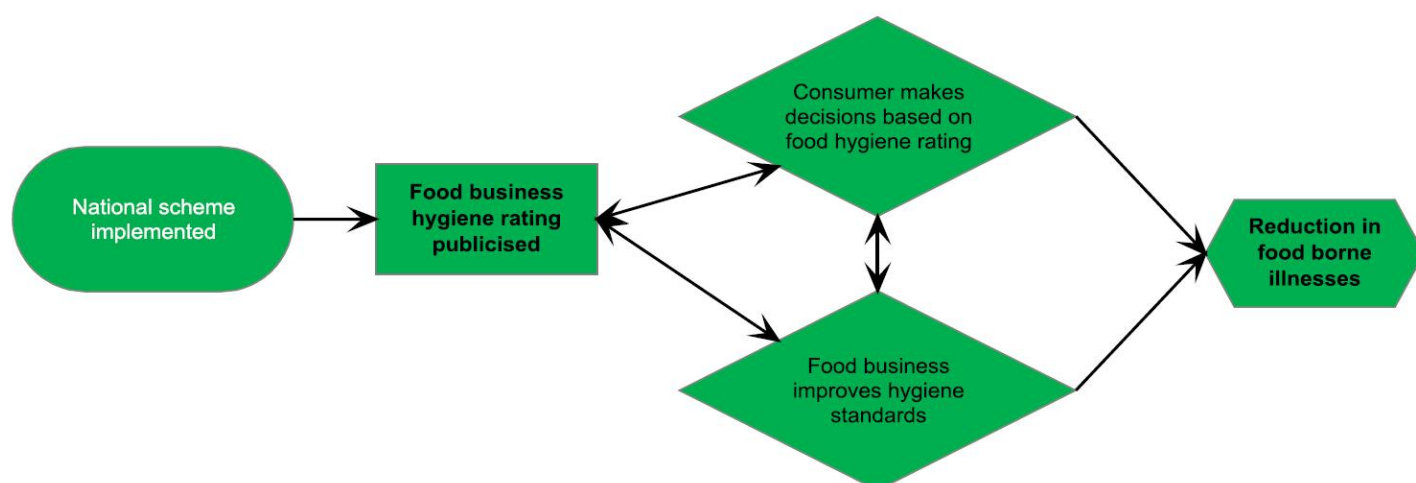 National scheme
implemented
Food business
hygiene rating
publicised
Consumer makes
decisions based on
food hygiene rating
Food business
improves hygiene
standards
Reduction in
food borne
illnesses